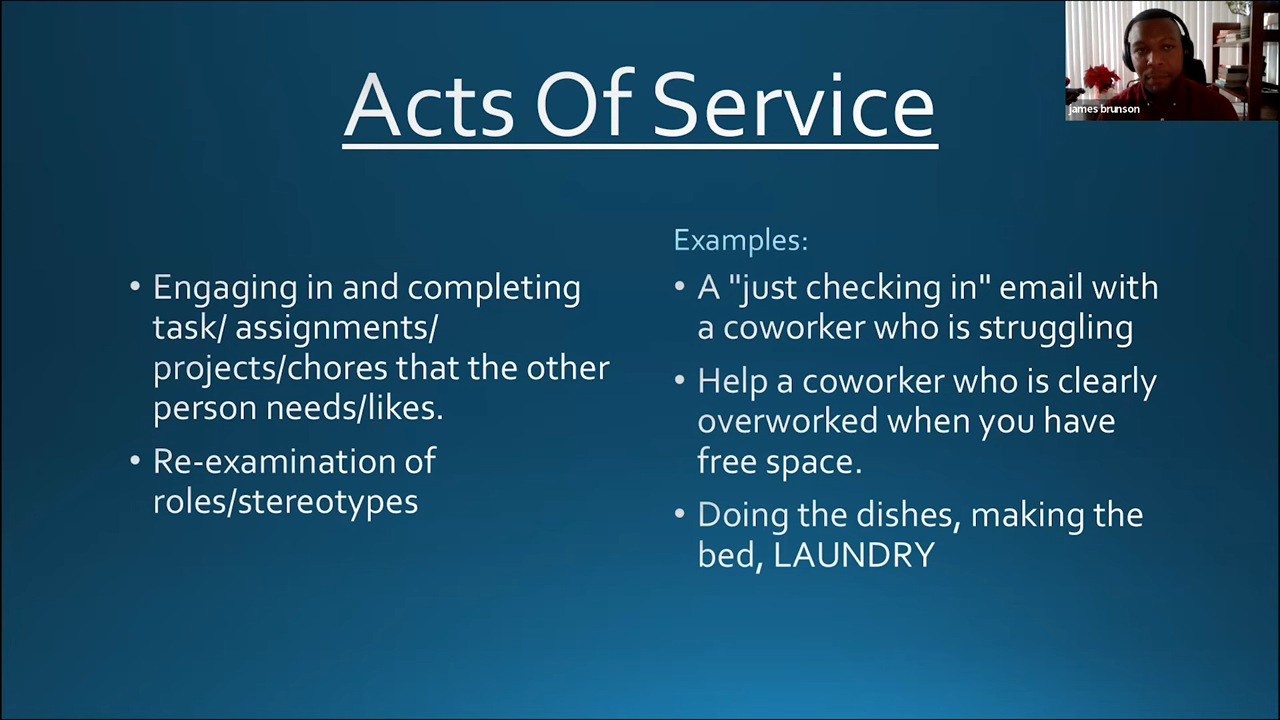 Acts Of Service
james brunson
• Engaging in and completing
task/ assignments/
projects/chores that the other
person needs/likes.
• Re-examination of
roles/stereotypes
Examples:
• A "just checking in" email with
a coworker who is struggling
• Help a coworker who is clearly
overworked when you have
free space.
• Doing the dishes, making the
bed, LAUNDRY